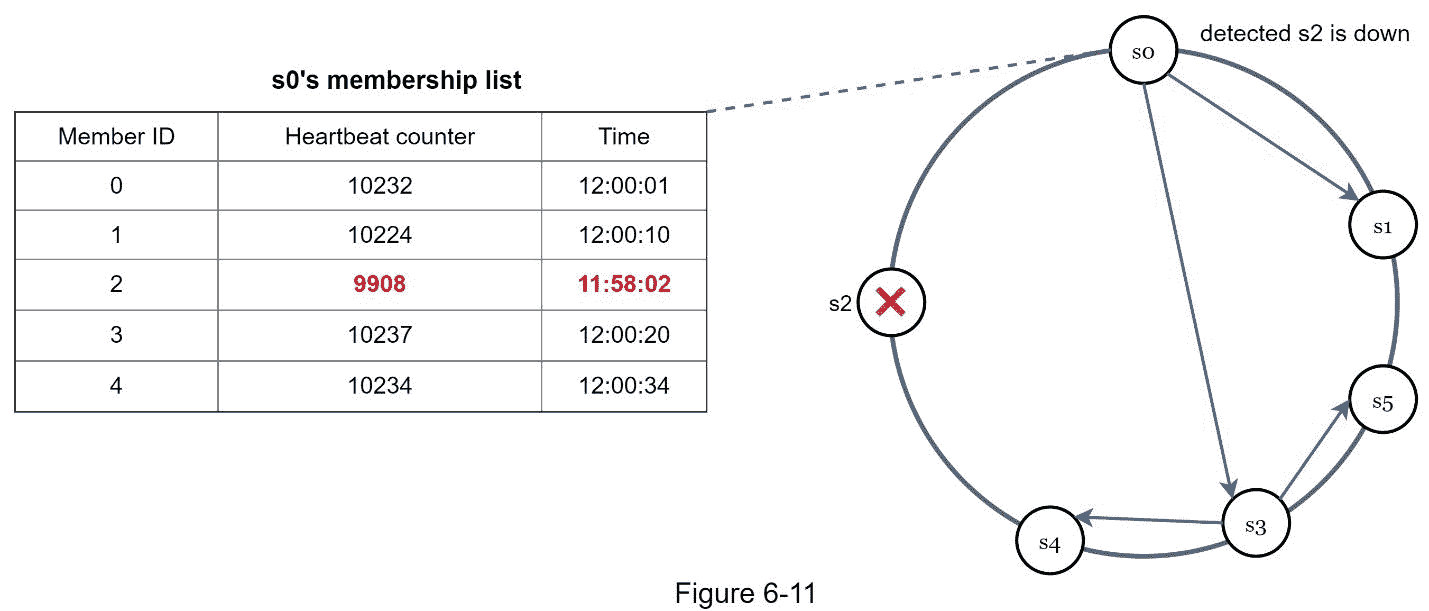 s0's membership list
Member ID Heartbeat counter Time
0 10232 12:00:01
1 10224 12:00:10
2 9908 11:58:02
3 10237 12:00:20
4 10234 12:00:34
detected s2 is down
s0
s1
s2
s5
s3
s4
Figure 6-11